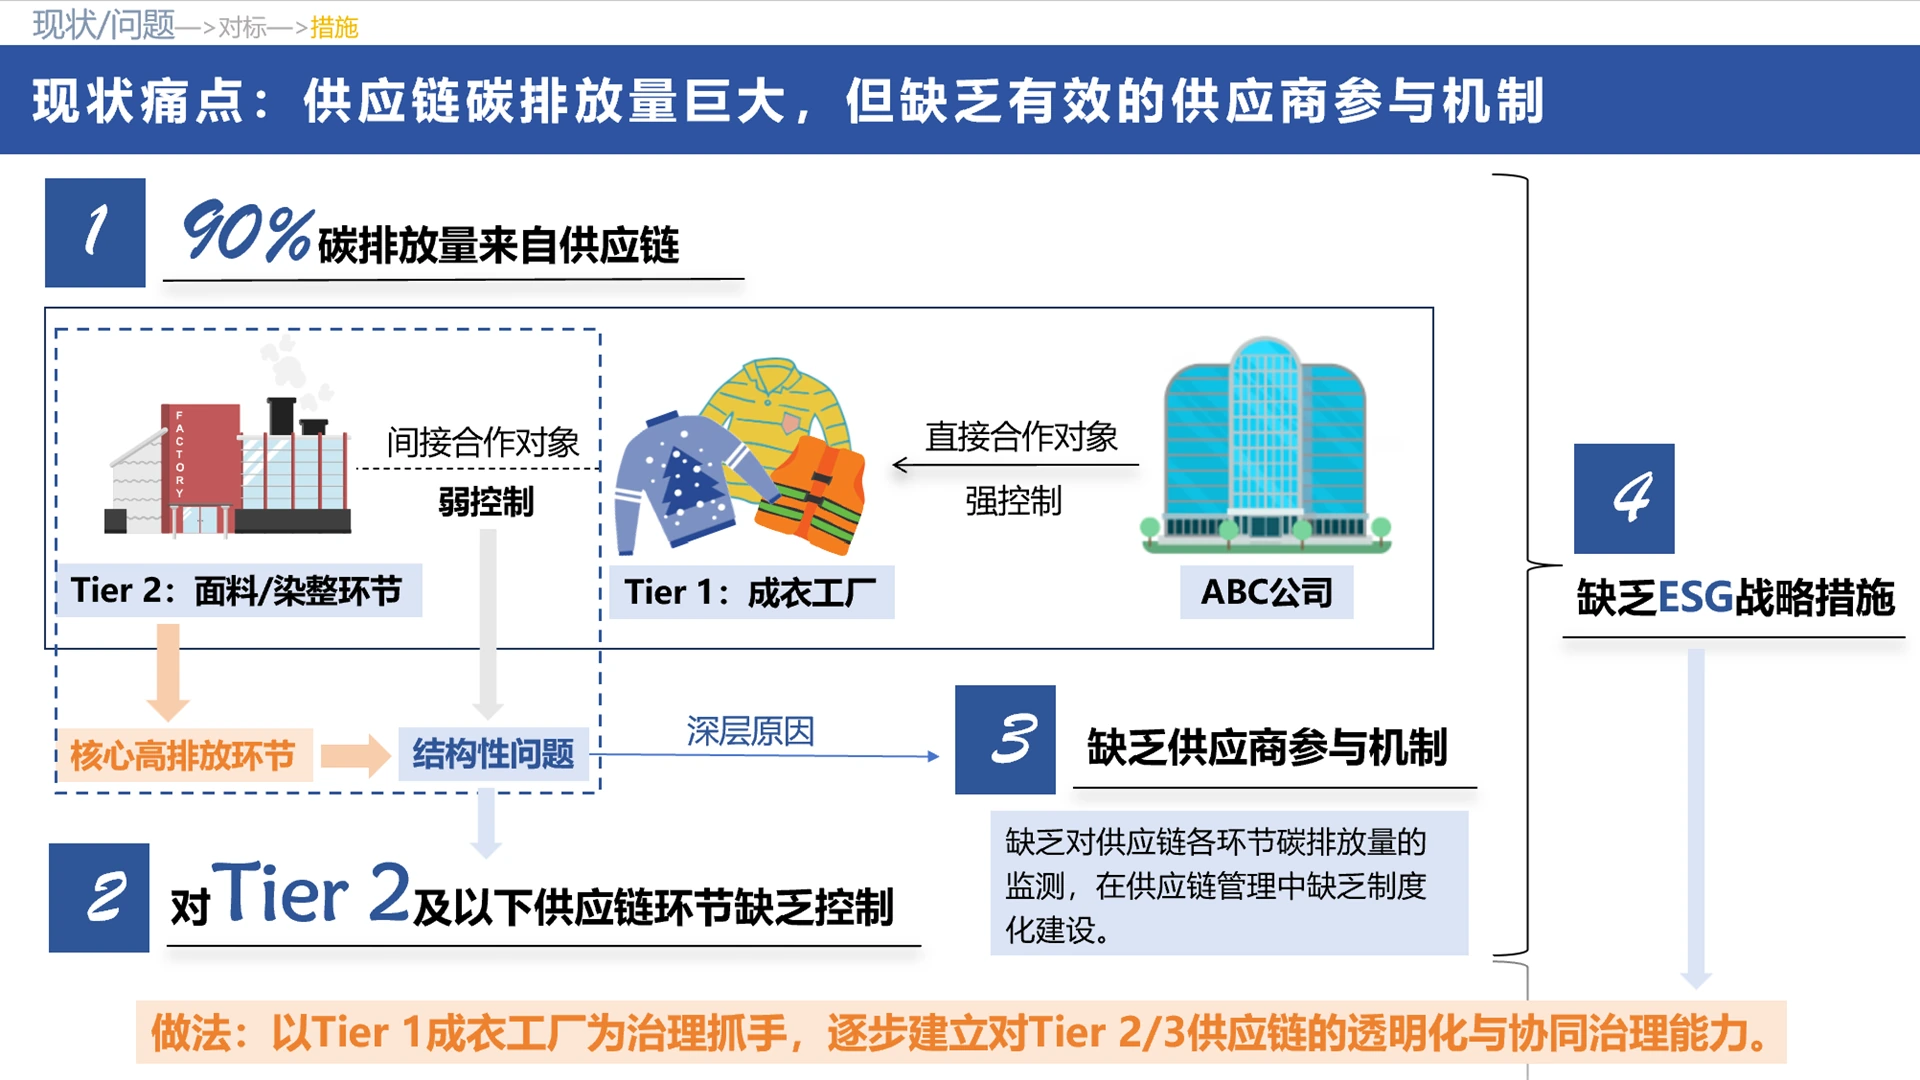 现状/问题—>对标—>措施
现状痛点：供应链碳排放量巨大，但缺乏有效的供应商参与机制
1
90%碳排放量来自供应链
FACTORY
间接合作对象
弱控制
直接合作对象
强控制
Tier 2：面料/染整环节
Tier 1：成衣工厂
ABC公司
4
缺乏ESG战略措施
核心高排放环节
结构性问题
深层原因
3
缺乏供应商参与机制
缺乏对供应链各环节碳排放量的
监测，在供应链管理中缺乏制度
化建设。
2
对Tier 2及以下供应链环节缺乏控制
做法：以Tier 1成衣工厂为治理抓手，逐步建立对Tier 2/3供应链的透明化与协同治理能力。